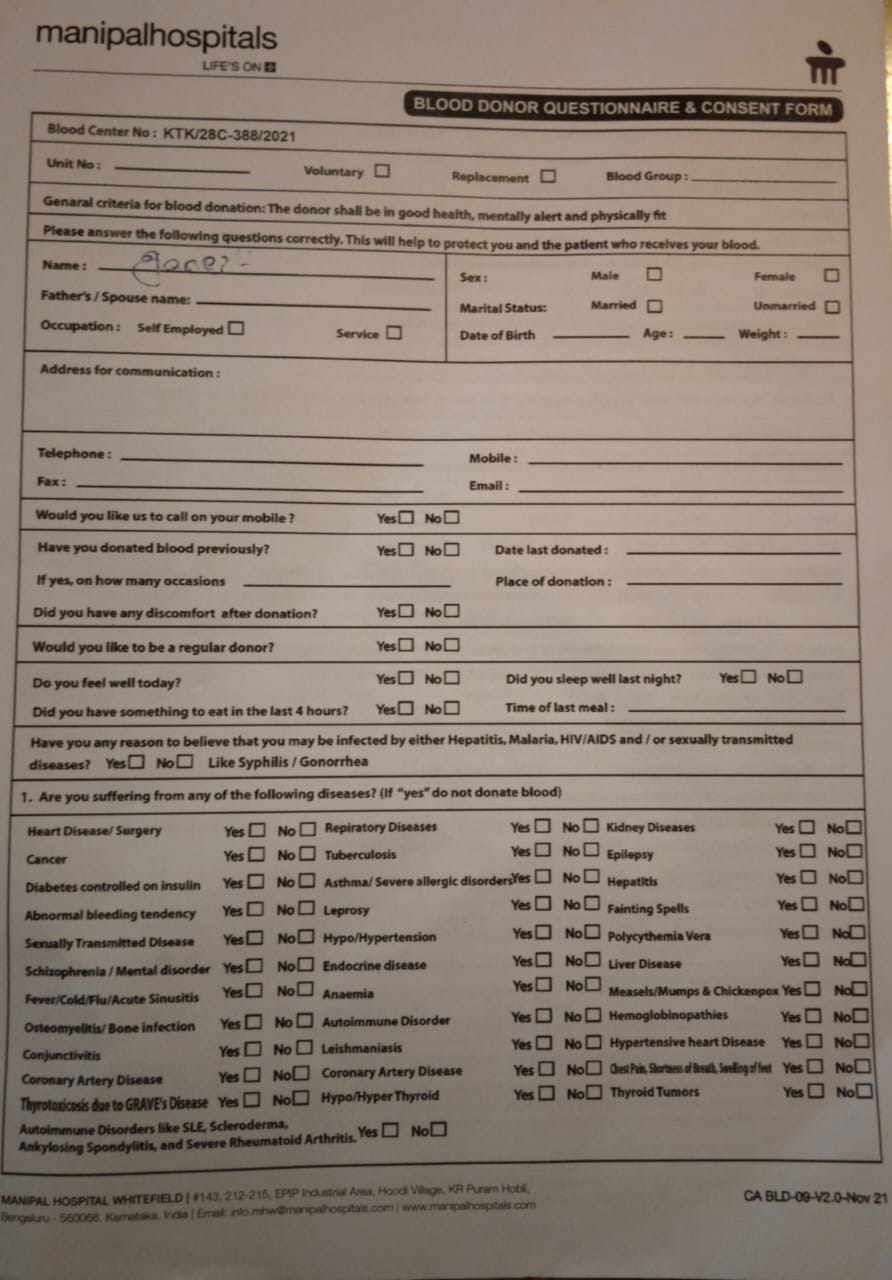 manipalhospitals
LIFE'S ON
BLOOD DONOR QUESTIONNAIRE & CONSENT FORM
Blood Center No : KTK/28C-388/2021
Unit No : Voluntary Replacement Blood Group :
Genaral criteria for blood donation: The donor shall be in good health, mentally alert and physically fit
Please answer the following questions correctly. This will help to protect you and the patient who receives your blood.
Name : Sex : Male Female
Father's / Spouse name: Marital Status: Married Unmarried
Occupation : Self Employed Service Date of Birth Age : Weight :
Address for communication :
Telephone : Mobile :
Fax : Email :
Would you like us to call on your mobile ? Yes No
Have you donated blood previously? Yes No Date last donated :
If yes, on how many occasions Place of donation :
Did you have any discomfort after donation? Yes No
Would you like to be a regular donor? Yes No
Do you feel well today? Yes No Did you sleep well last night? Yes No
Did you have something to eat in the last 4 hours? Yes No Time of last meal :
Have you any reason to believe that you may be infected by either Hepatitis, Malaria, HIV/AIDS and / or sexually transmitted
diseases? Yes No Like Syphilis / Gonorrhea
1. Are you suffering from any of the following diseases? (If "yes" do not donate blood)
Heart Disease/ Surgery Yes No Repiratory Diseases Yes No Kidney Diseases Yes No
Cancer Yes No Tuberculosis Yes No Epilepsy Yes No
Diabetes controlled on insulin Yes No Asthma/ Severe allergic disorders Yes No Hepatitis Yes No
Abnormal bleeding tendency Yes No Leprosy Yes No Fainting Spells Yes No
Sexually Transmitted Disease Yes No Hypo/Hypertension Yes No Polycythemia Vera Yes No
Schizophrenia / Mental disorder Yes No Endocrine disease Yes No Liver Disease Yes No
Fever/Cold/Flu/Acute Sinusitis Yes No Anaemia Yes No Measels/Mumps & Chickenpox Yes No
Osteomyelitis/ Bone infection Yes No Autoimmune Disorder Yes No Hemoglobinopathies Yes No
Conjunctivitis Yes No Leishmaniasis Yes No Hypertensive heart Disease Yes No
Coronary Artery Disease Yes No Coronary Artery Disease Yes No Chest Pain, Shortness of Breath, Swelling of feet Yes No
Thyrotoxicosis due to GRAVE's Disease Yes No Hypo/Hyper Thyroid Yes No Thyroid Tumors Yes No
Autoimmune Disorders like SLE, Scleroderma,
Ankylosing Spondylitis, and Severe Rheumatoid Arthritis. Yes No
MANIPAL HOSPITAL WHITEFIELD | #143, 212-215, EPIP Industrial Area, Hoodi Village, KR Puram Hobli,
Bengaluru - 560066. Karnataka, India | Email: info.mhw@manipalhospitals.com | www.manipalhospitals.com
CA BLD-09-V2.0-Nov 21